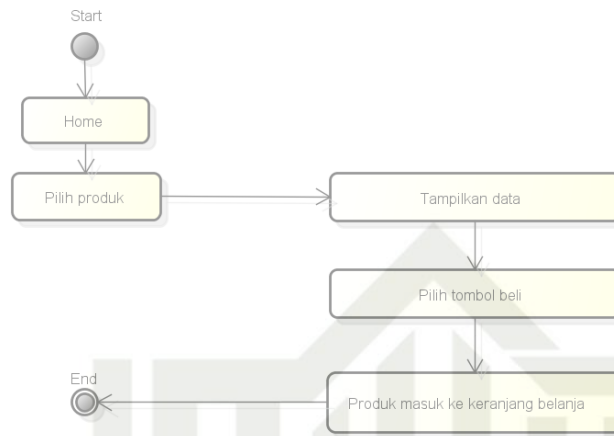 Start
Home
Pilih produk
Tampilkan data
Pilih tombol beli
Produk masuk ke keranjang belanja
End